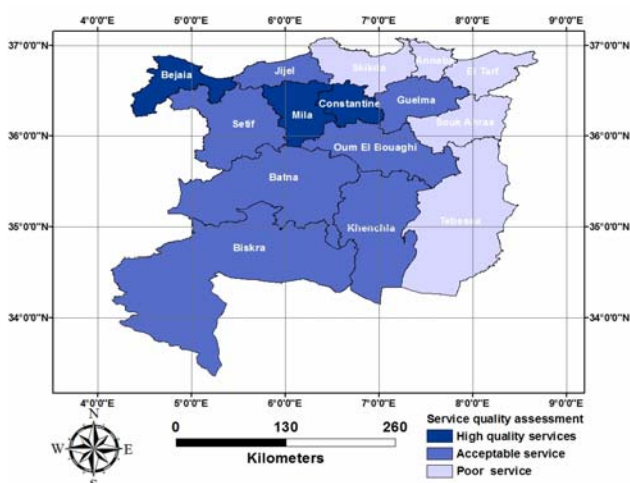 4°0'0"E 5°0'0"E 6°0'0"E 7°0'0"E 8°0'0"E 9°0'0"E
37°0'0"N 37°0'0"N
Jijel Skikda Annaba El Tarf
Bejaia
Constantine Guelma
Mila
Setif Souk Ahras
36°0'0"N 36°0'0"N
Oum El Bouaghi
Batna
Tebessa
35°0'0"N Khenchla 35°0'0"N
Biskra
34°0'0"N 34°0'0"N
4°0'0"E 5°0'0"E 6°0'0"E 7°0'0"E 8°0'0"E 9°0'0"E
N
W E
S
0 130 260
Kilometers
Service quality assessment
High quality services
Acceptable service
Poor service